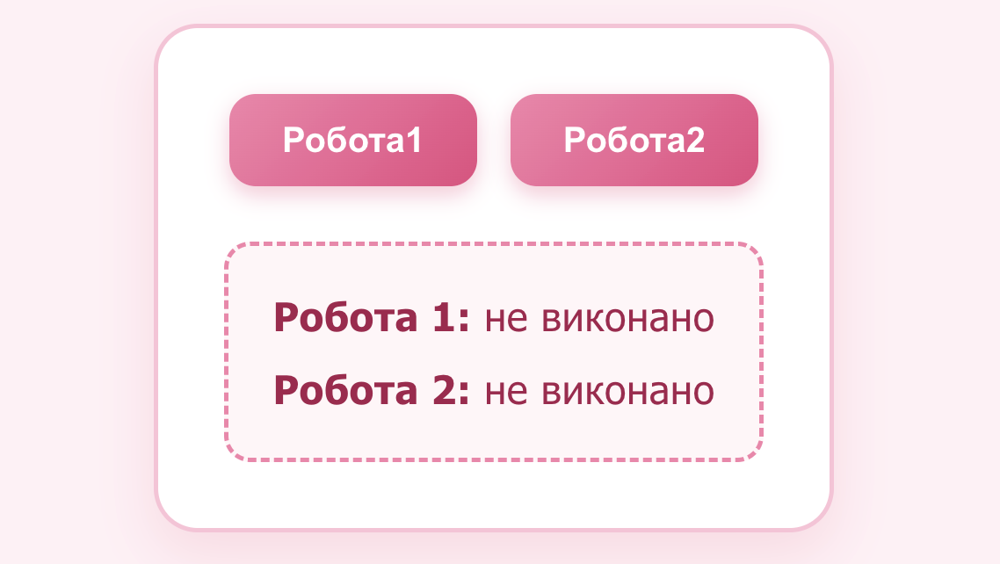 Робота1 Робота2
Робота 1: не виконано
Робота 2: не виконано